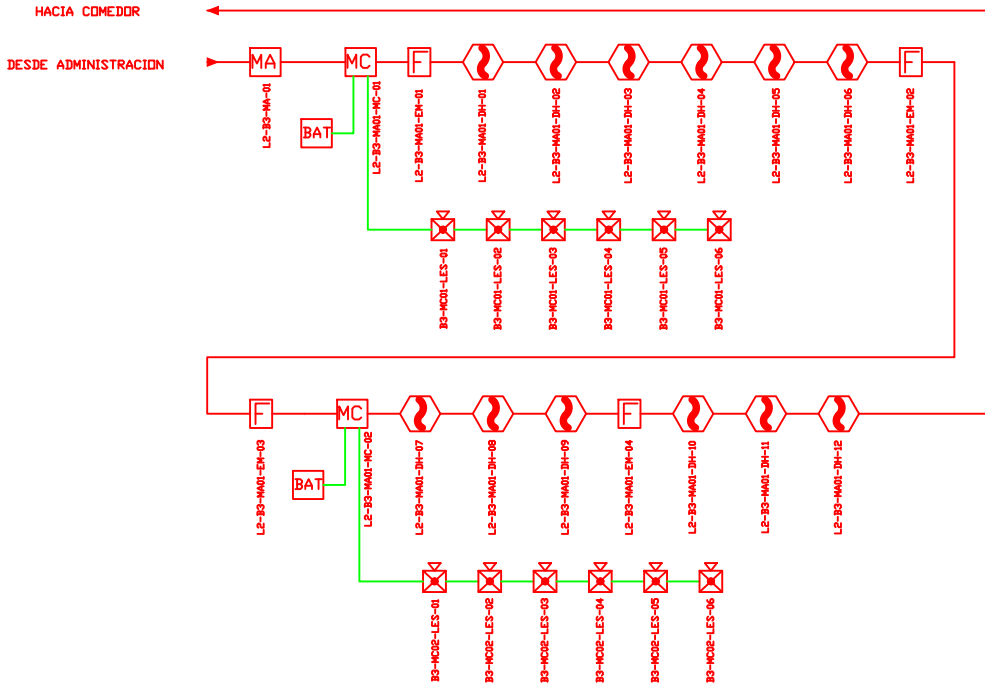 HACIA COMEDOR
DESDE ADMINISTRACION
MA
MC
F
F
L2-B3-MA-01
L2-B3-MA01-MC-01
L2-B3-MA01-EM-01
L2-B3-MA01-DH-01
L2-B3-MA01-DH-02
L2-B3-MA01-DH-03
L2-B3-MA01-DH-04
L2-B3-MA01-DH-05
L2-B3-MA01-DH-06
L2-B3-MA01-EM-02
BAT
B3-MC01-LES-01
B3-MC01-LES-02
B3-MC01-LES-03
B3-MC01-LES-04
B3-MC01-LES-05
B3-MC01-LES-06
F
MC
F
L2-B3-MA01-EM-03
L2-B3-MA01-MC-02
L2-B3-MA01-DH-07
L2-B3-MA01-DH-08
L2-B3-MA01-DH-09
L2-B3-MA01-EM-04
L2-B3-MA01-DH-10
L2-B3-MA01-DH-11
L2-B3-MA01-DH-12
BAT
B3-MC02-LES-01
B3-MC02-LES-02
B3-MC02-LES-03
B3-MC02-LES-04
B3-MC02-LES-05
B3-MC02-LES-06